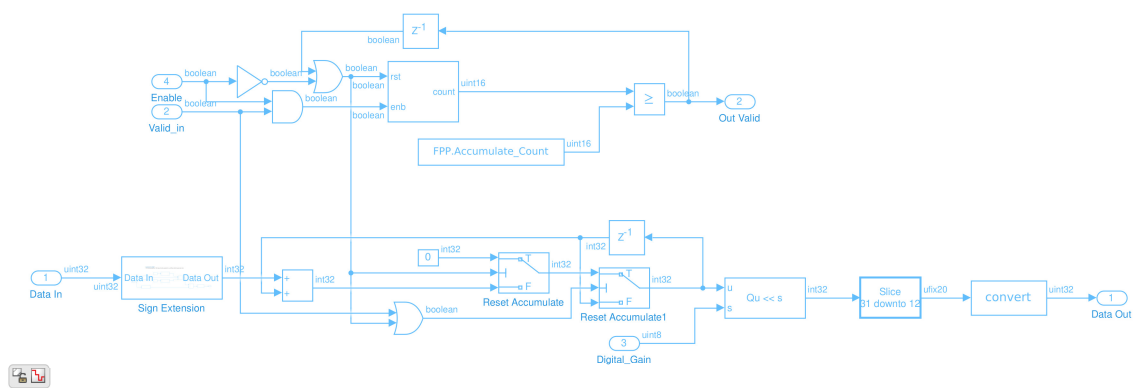 Z-1
boolean
boolean
4
boolean
boolean
boolean
boolean
rst
count
uint16
≥
boolean
2
Out Valid
Enable
2
boolean
boolean
boolean
enb
Valid_in
FPP.Accumulate_Count
uint16
Z-1
int32
1
uint32
uint32
Data In
Data In
Data Out
Sign Extension
int32
+
+
int32
0
int32
T
F
int32
Reset Accumulate
boolean
T
F
int32
Reset Accumulate1
3
uint8
Digital_Gain
u
s
Qu << s
int32
Slice
31 downto 12
ufix20
convert
uint32
1
Data Out